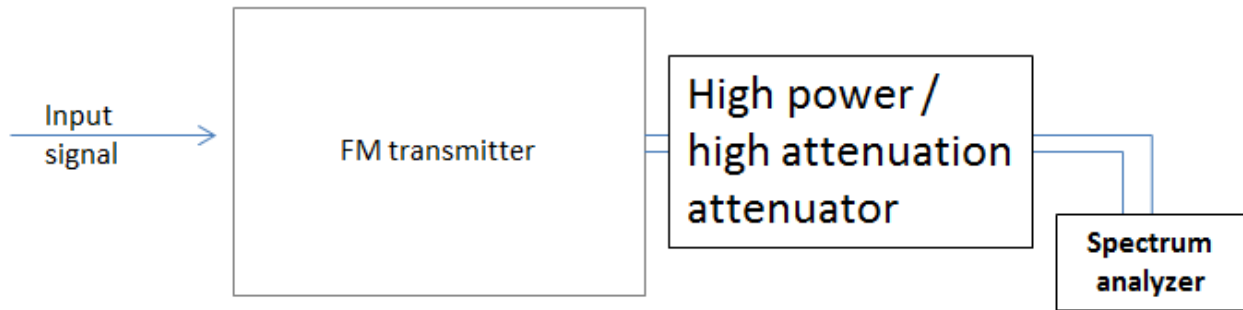 Input
signal
FM transmitter
High power /
high attenuation
attenuator
Spectrum
analyzer